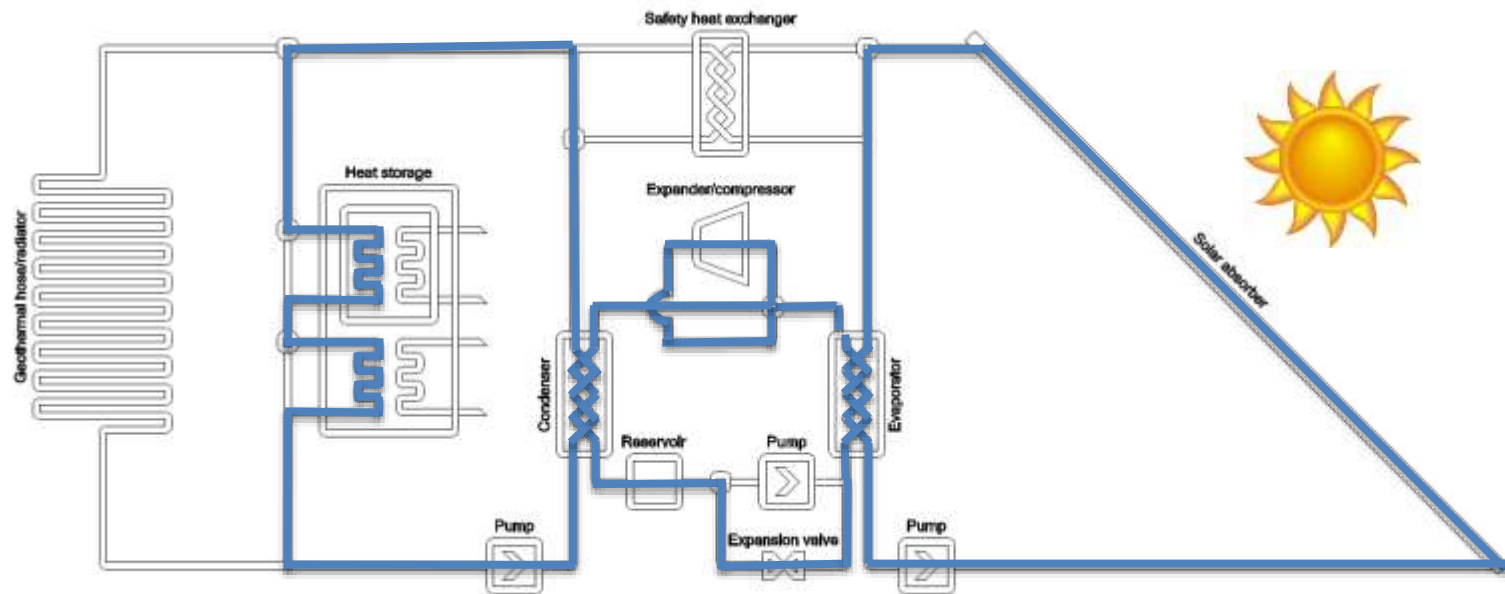 Safety heat exchanger
Heat storage
Expander/compressor
Geothermal hose/radiator
Solar absorber
Condenser
Evaporator
Reservoir
Pump
Pump
Expansion valve
Pump